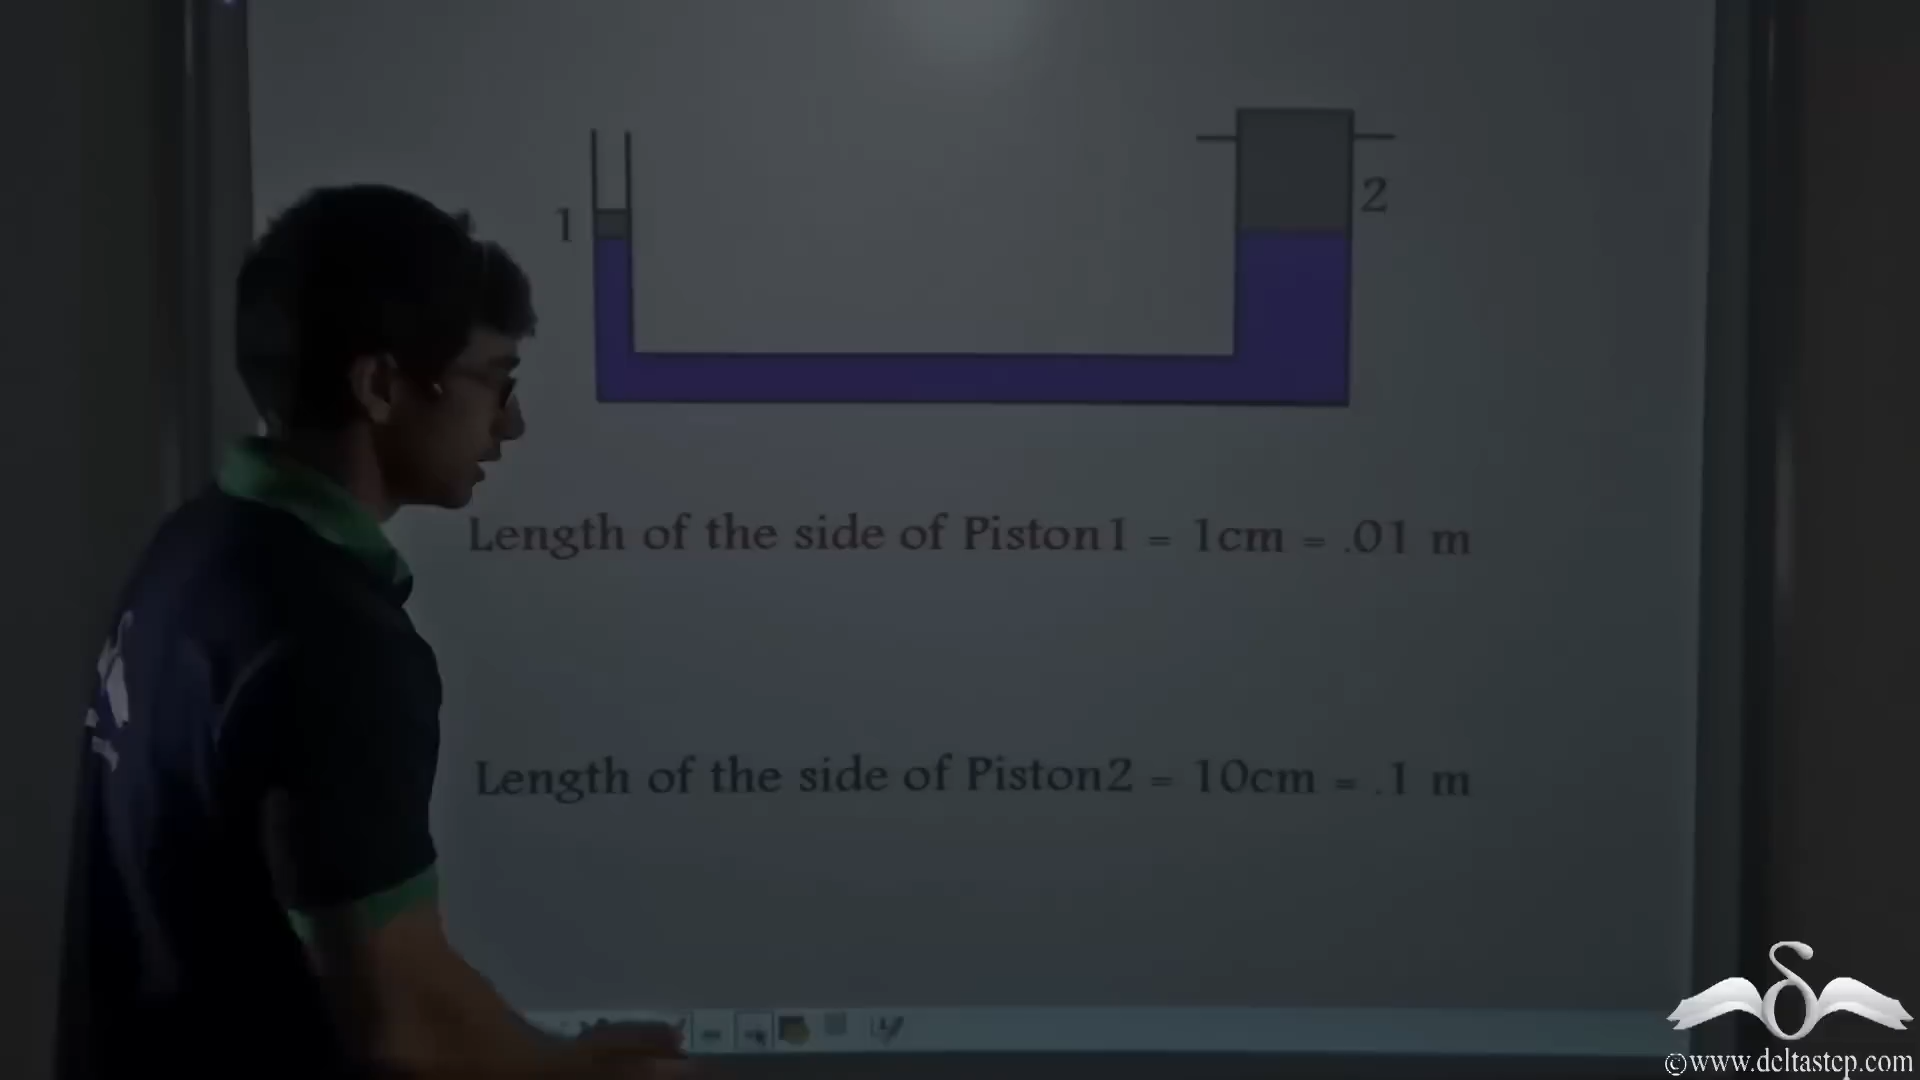 1
2
Length of the side of Piston1 = 1cm = .01 m
Length of the side of Piston2 = 10cm = .1 m
©www.deltastep.com